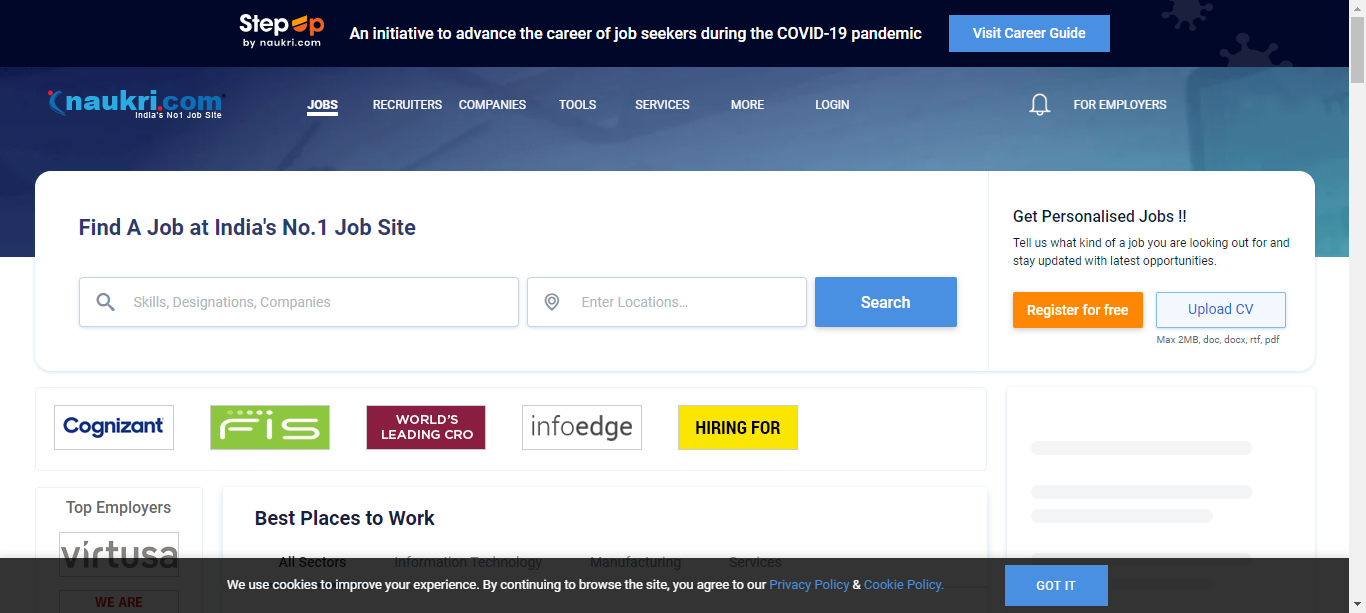 StepUp
by naukri.com
An initiative to advance the career of job seekers during the COVID-19 pandemic
Visit Career Guide
naukri.com
India's No1 Job Site
JOBS
RECRUITERS
COMPANIES
TOOLS
SERVICES
MORE
LOGIN
FOR EMPLOYERS
Find A Job at India's No.1 Job Site
Skills, Designations, Companies
Enter Locations...
Search
Get Personalised Jobs !!
Tell us what kind of a job you are looking out for and
stay updated with latest opportunities.
Register for free
Upload CV
Max 2MB, doc, docx, rtf, pdf
Cognizant
FIS
WORLD'S
LEADING CRO
infoedge
HIRING FOR
Top Employers
virtusa
WE ARE
Best Places to Work
All Sectors
Information Technology
Manufacturing
Services
We use cookies to improve your experience. By continuing to browse the site, you agree to our Privacy Policy & Cookie Policy.
GOT IT